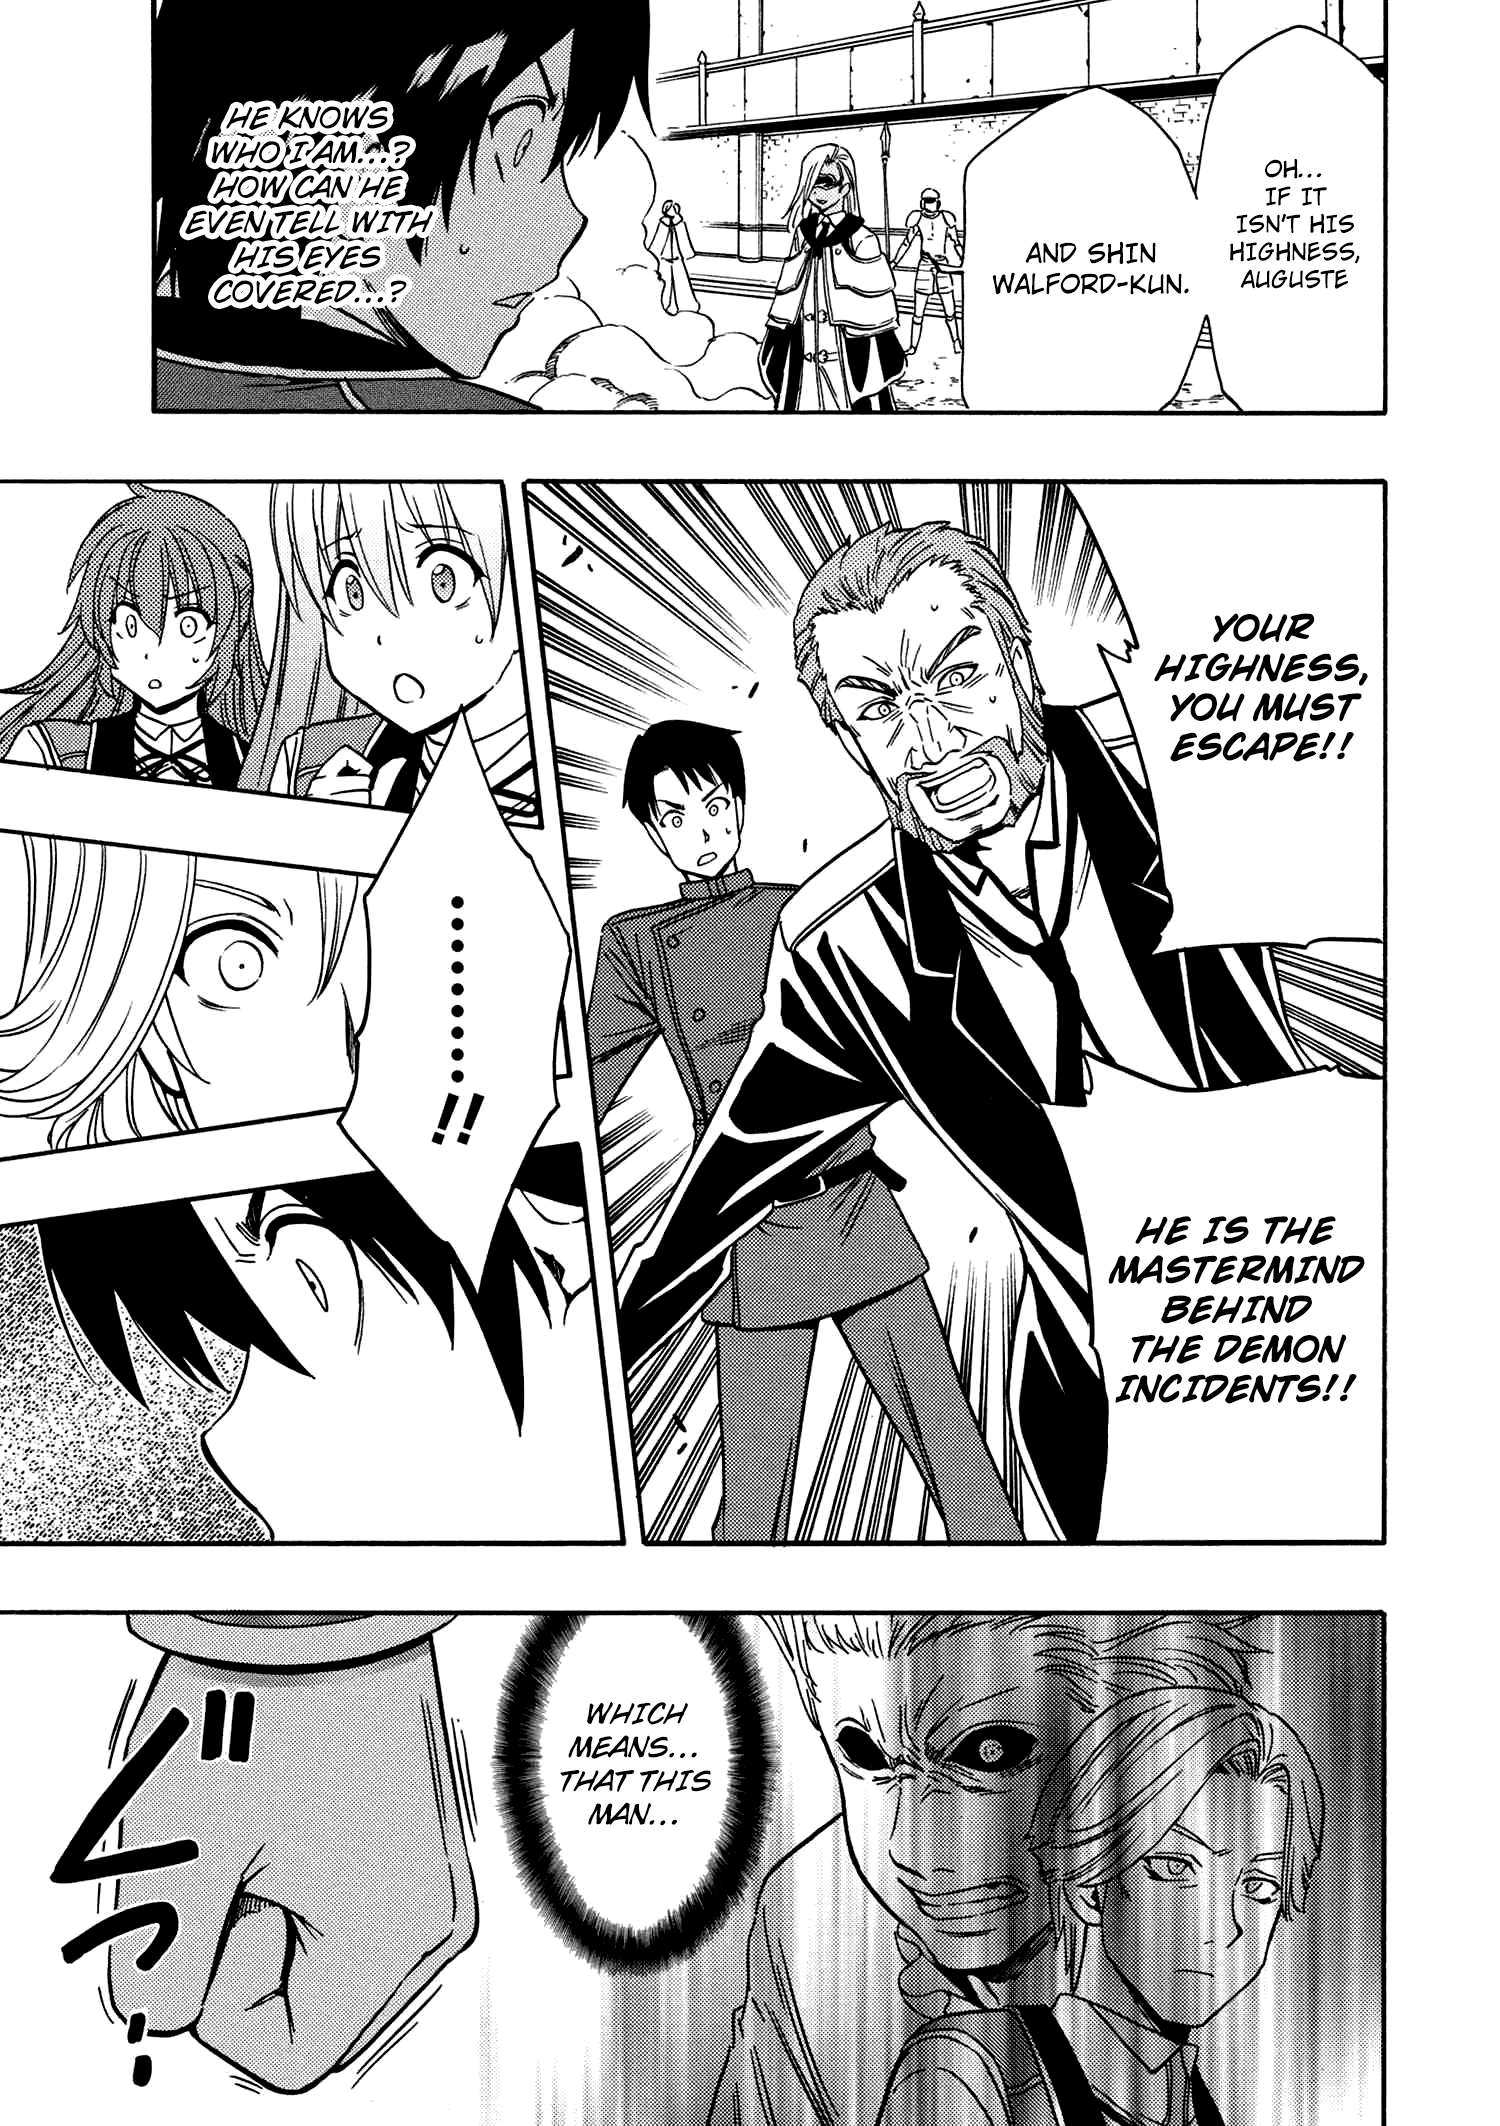 OH...
IF IT
ISN'T HIS
HIGHNESS,
AUGUSTE
AND SHIN
WALFORD-KUN.
HE KNOWS
WHO I AM...?
HOW CAN HE
EVEN TELL WITH
HIS EYES
COVERED...?
YOUR
HIGHNESS,
YOU MUST
ESCAPE!!
HE IS THE
MASTERMIND
BEHIND
THE DEMON
INCIDENTS!!
.........!!
WHICH
MEANS...
THAT THIS
MAN...
グッ